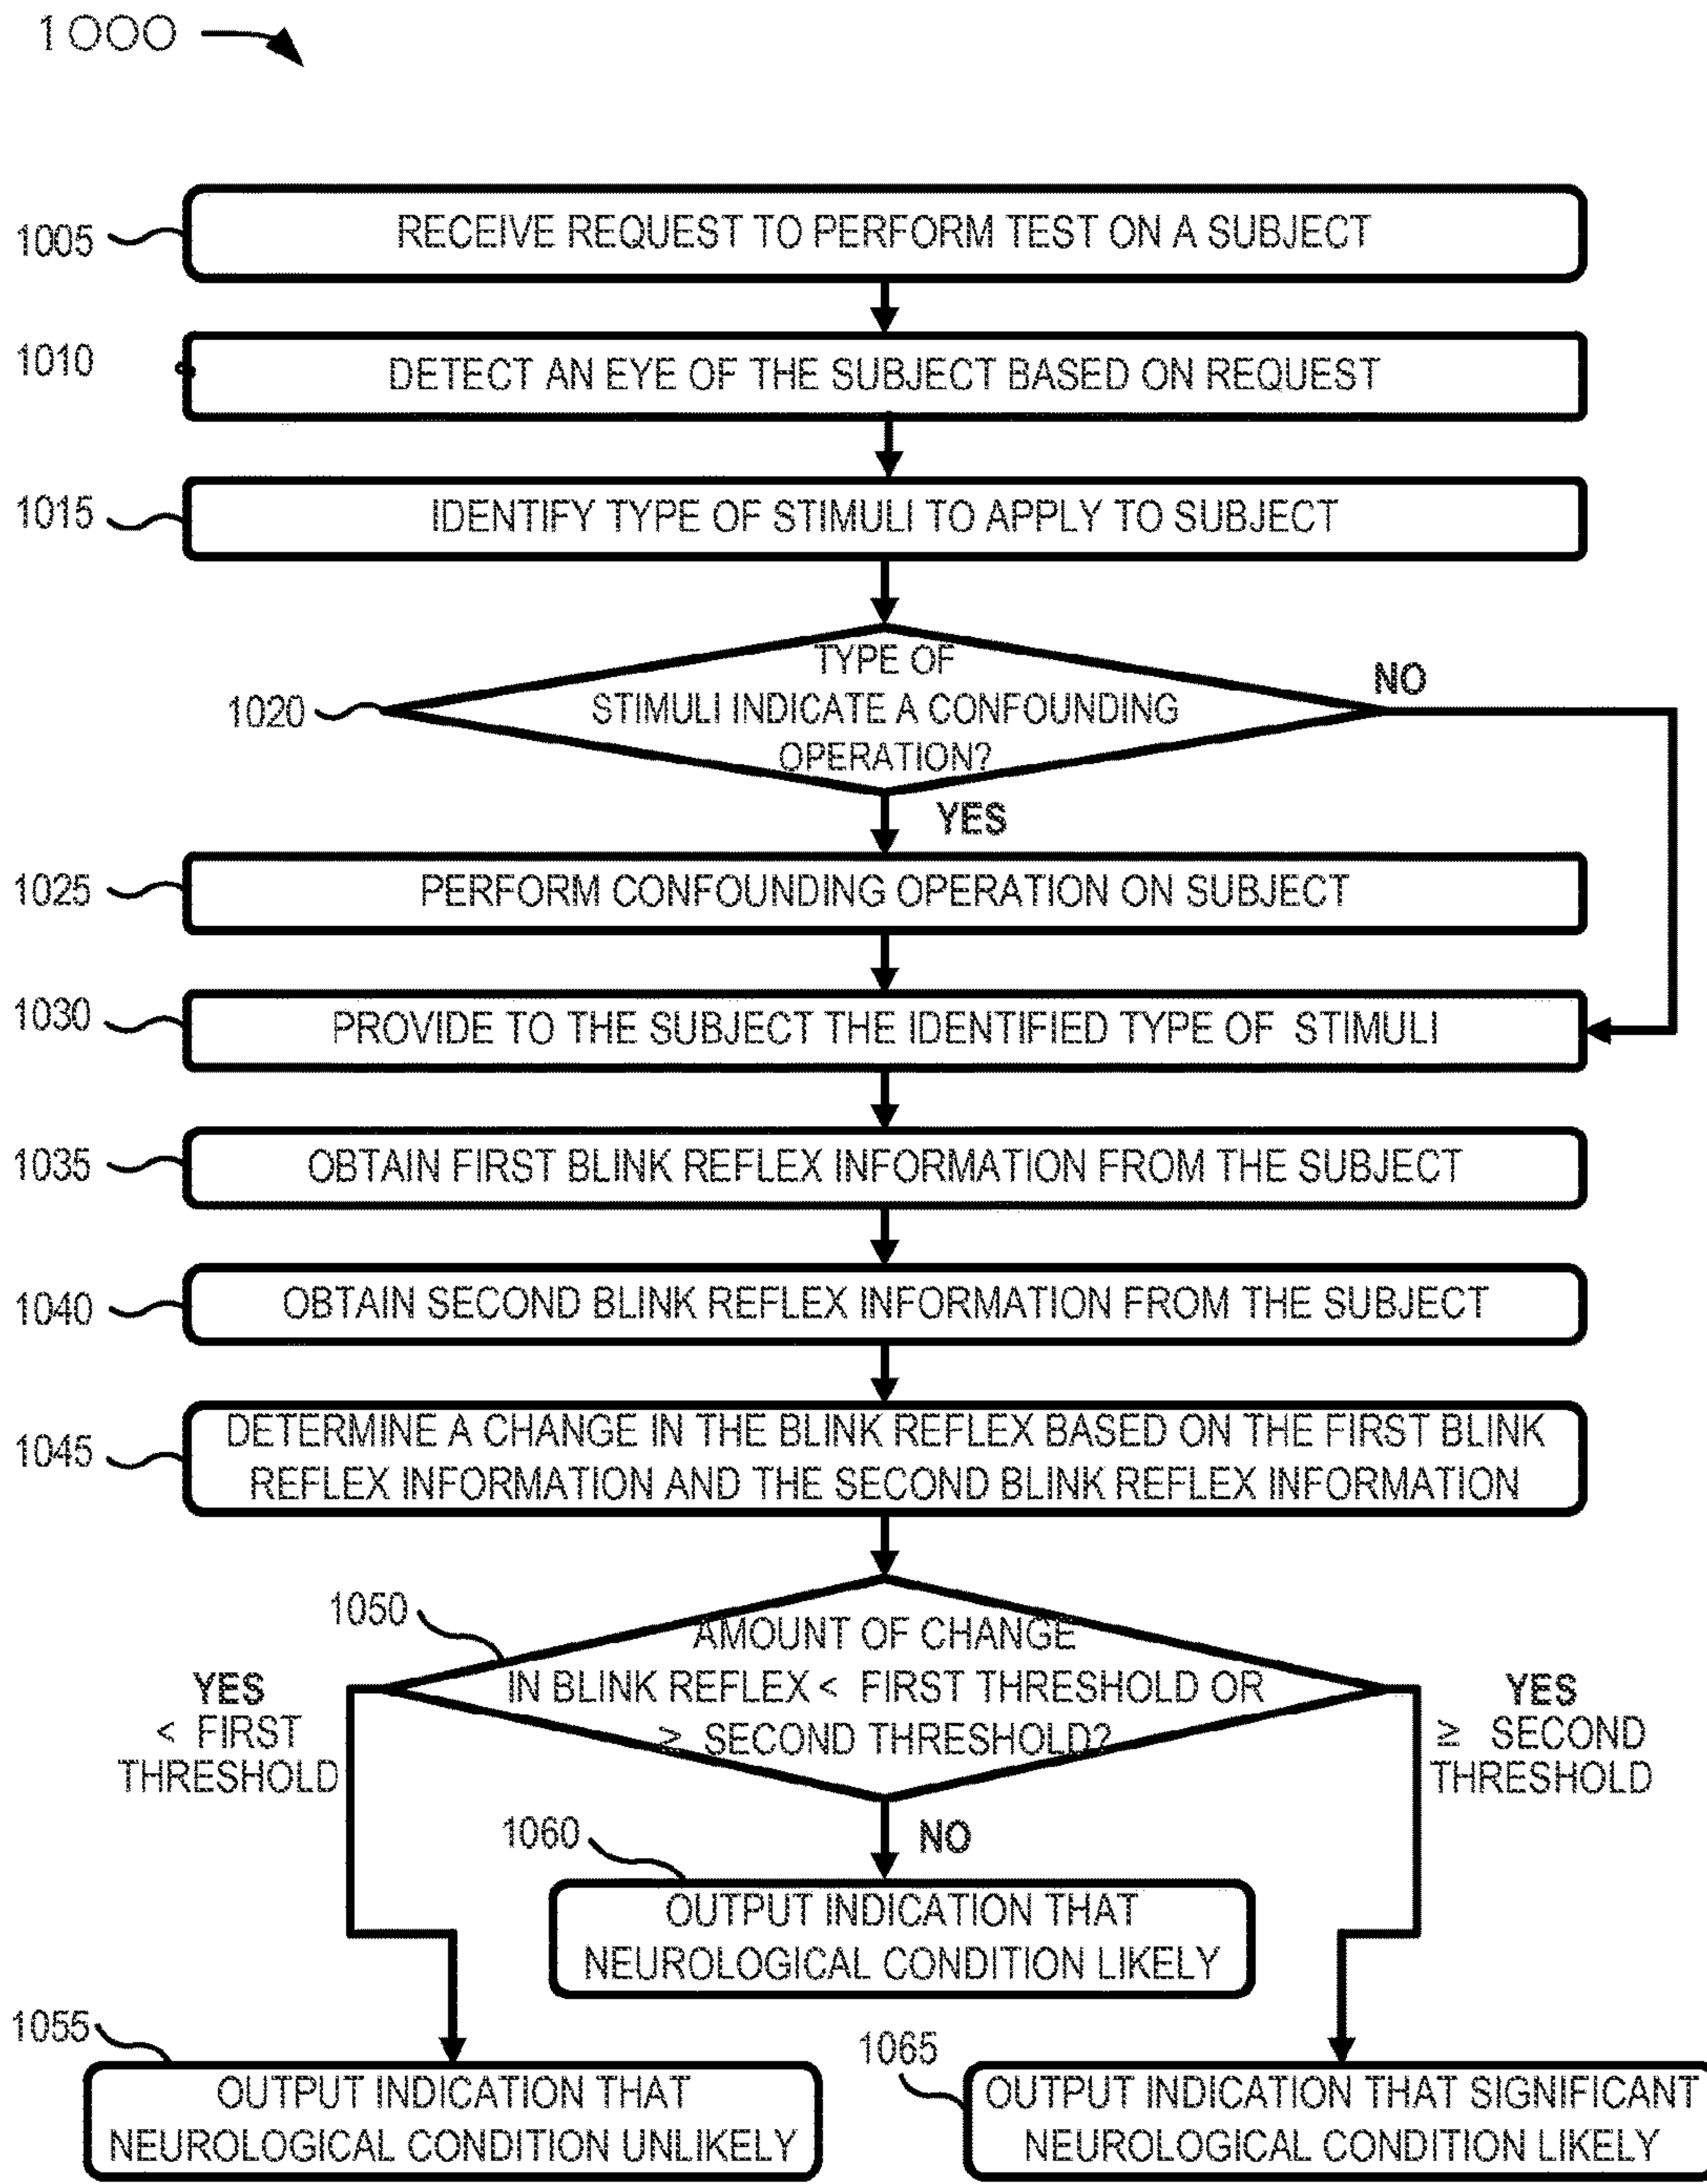 1000
1005
RECEIVE REQUEST TO PERFORM TEST ON A SUBJECT
1010
DETECT AN EYE OF THE SUBJECT BASED ON REQUEST
1015
IDENTIFY TYPE OF STIMULI TO APPLY TO SUBJECT
1020
TYPE OF
STIMULI INDICATE A CONFOUNDING
OPERATION?
NO
YES
1025
PERFORM CONFOUNDING OPERATION ON SUBJECT
1030
PROVIDE TO THE SUBJECT THE IDENTIFIED TYPE OF STIMULI
1035
OBTAIN FIRST BLINK REFLEX INFORMATION FROM THE SUBJECT
1040
OBTAIN SECOND BLINK REFLEX INFORMATION FROM THE SUBJECT
1045
DETERMINE A CHANGE IN THE BLINK REFLEX BASED ON THE FIRST BLINK
REFLEX INFORMATION AND THE SECOND BLINK REFLEX INFORMATION
1050
AMOUNT OF CHANGE
IN BLINK REFLEX < FIRST THRESHOLD OR
≥ SECOND THRESHOLD?
YES
< FIRST
THRESHOLD
YES
≥ SECOND
THRESHOLD
NO
1060
OUTPUT INDICATION THAT
NEUROLOGICAL CONDITION LIKELY
1055
OUTPUT INDICATION THAT
NEUROLOGICAL CONDITION UNLIKELY
1065
OUTPUT INDICATION THAT SIGNIFICANT
NEUROLOGICAL CONDITION LIKELY